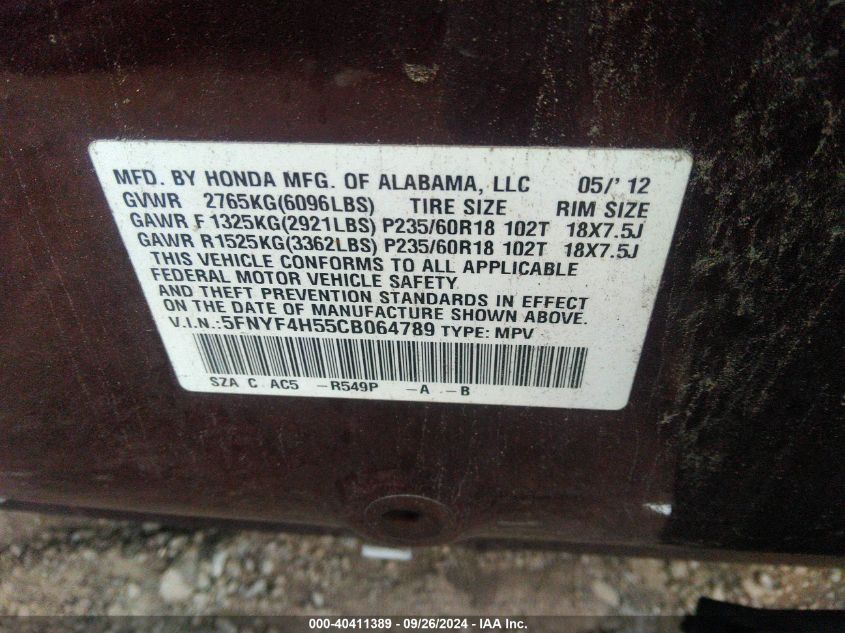 MFD. BY HONDA MFG. OF ALABAMA, LLC 05/' 12
GVWR 2765KG(6096LBS) TIRE SIZE RIM SIZE
GAWR F 1325KG(2921LBS) P235/60R18 102T 18X7.5J
GAWR R1525KG(3362LBS) P235/60R18 102T 18X7.5J
THIS VEHICLE CONFORMS TO ALL APPLICABLE
FEDERAL MOTOR VEHICLE SAFETY
AND THEFT PREVENTION STANDARDS IN EFFECT
ON THE DATE OF MANUFACTURE SHOWN ABOVE.
V.I.N.:5FNYF4H55CB064789 TYPE: MPV
SZA C AC5 -R549P -A -B
000-40411389 - 09/26/2024 - IAA Inc.